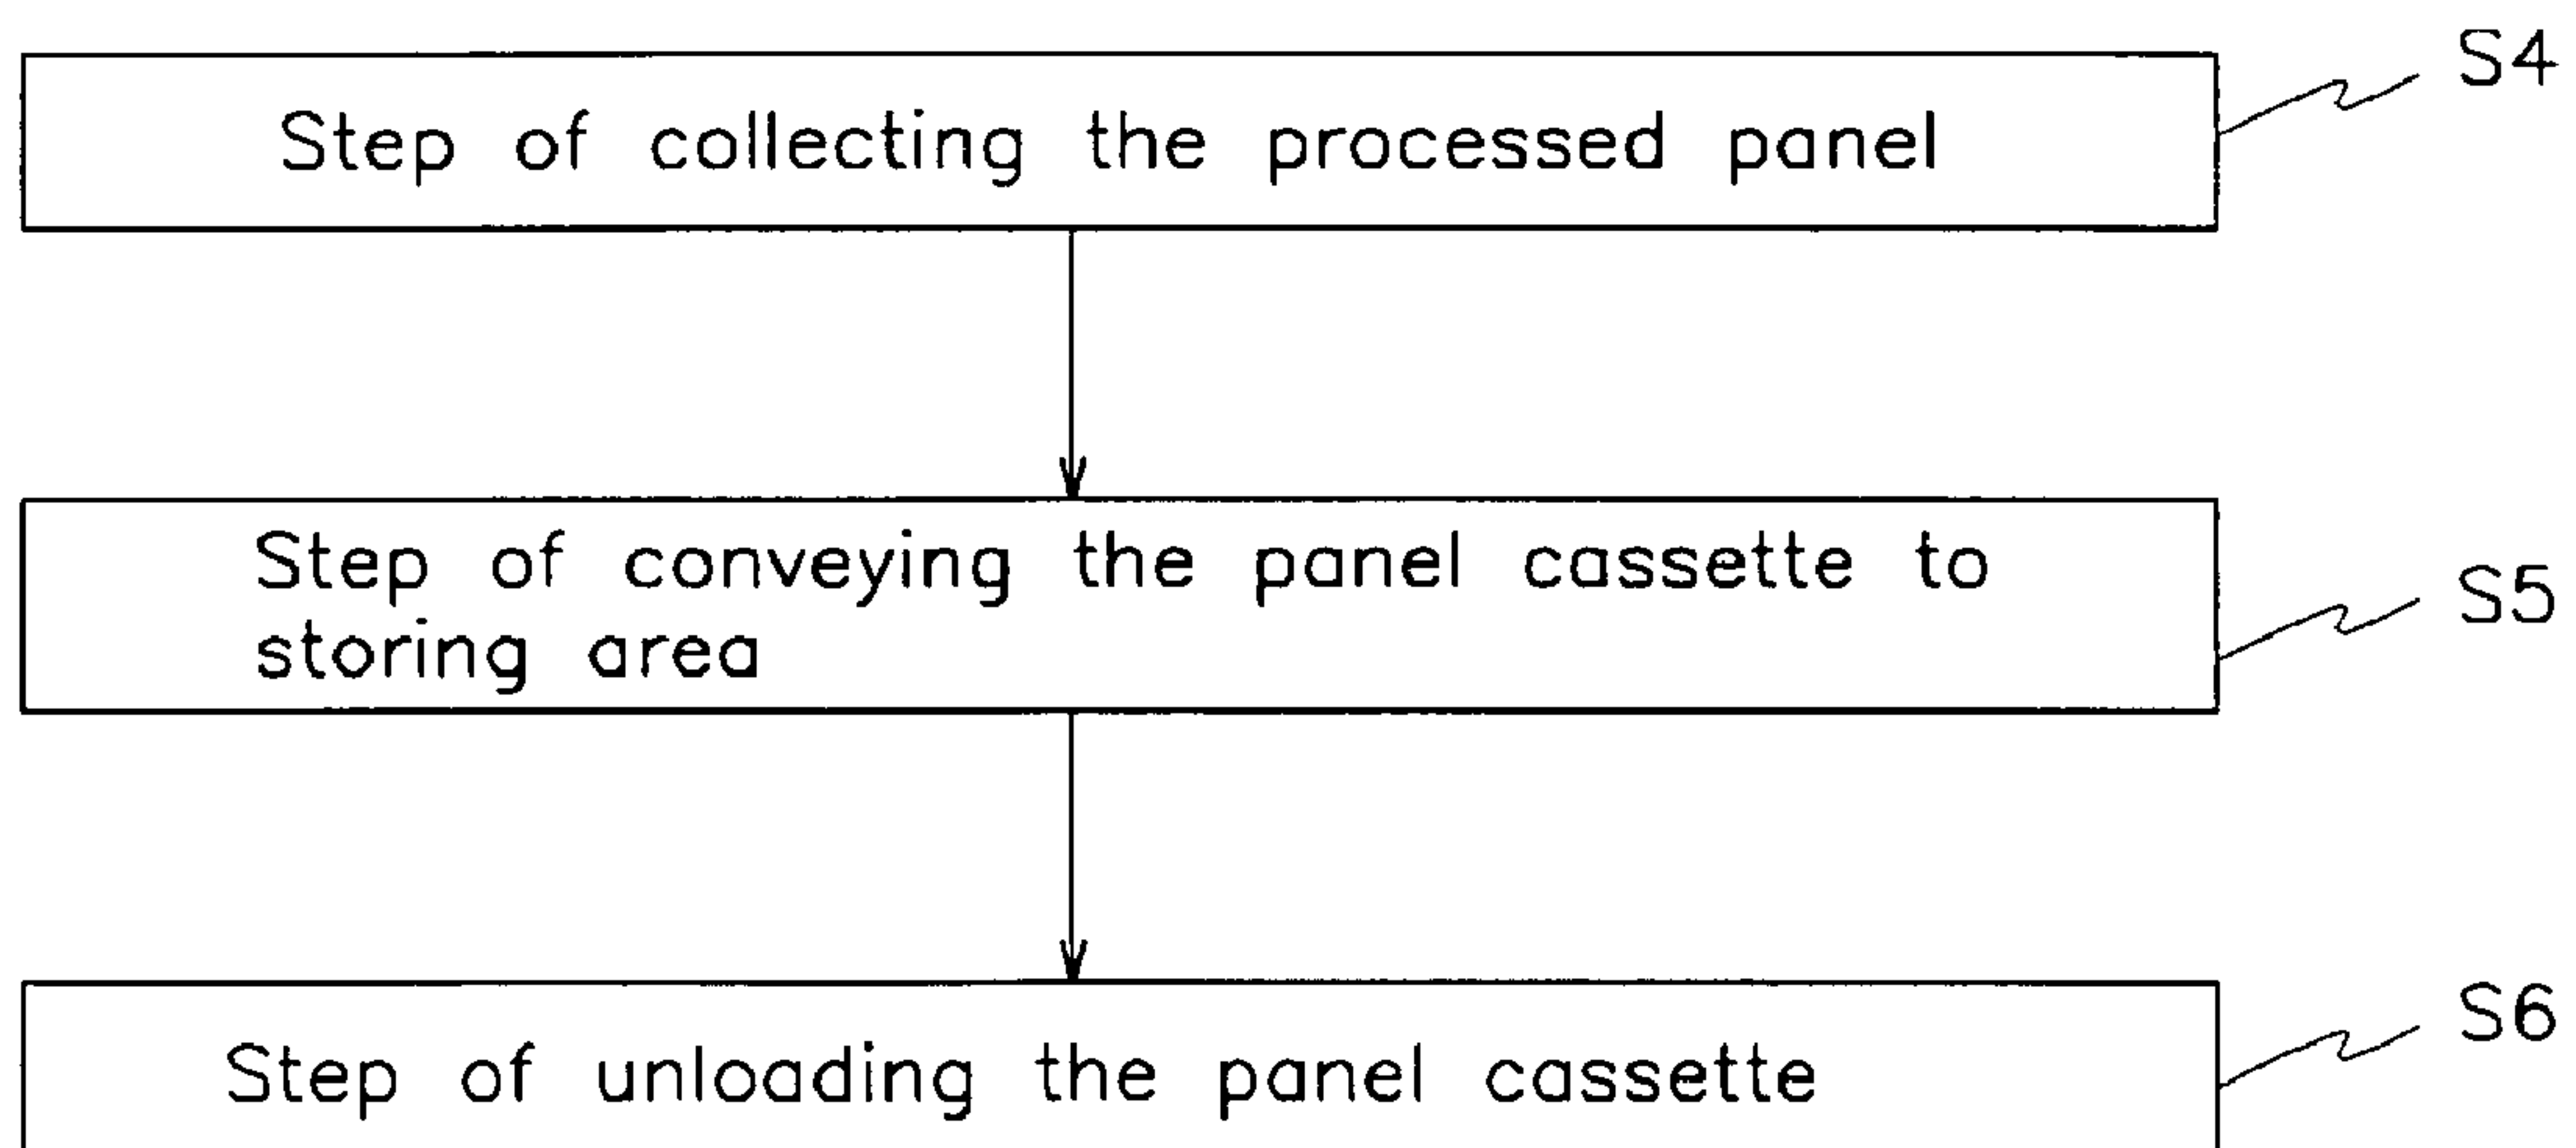 S4
Step of collecting the processed panel
Step of conveying the panel cassette to
storing area
S5
S6
Step of unloading the panel cassette